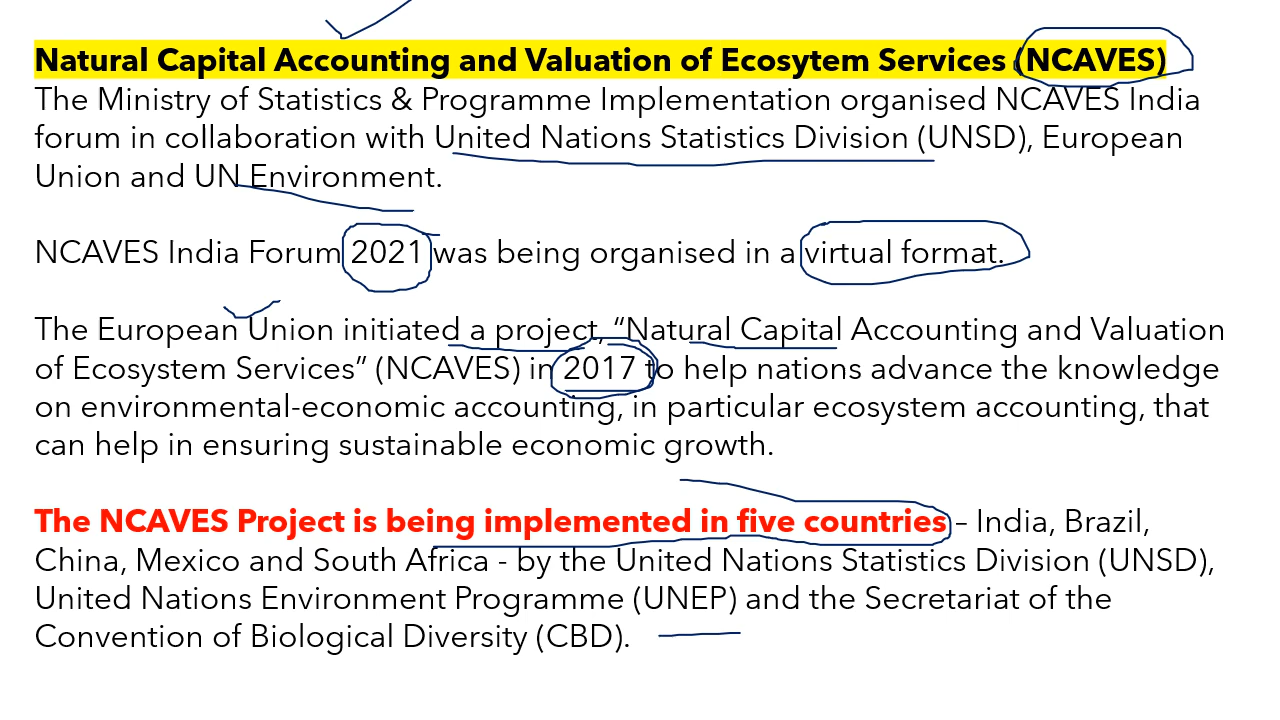 Natural Capital Accounting and Valuation of Ecosytem Services (NCAVES)
The Ministry of Statistics & Programme Implementation organised NCAVES India
forum in collaboration with United Nations Statistics Division (UNSD), European
Union and UN Environment.
NCAVES India Forum 2021 was being organised in a virtual format.
The European Union initiated a project, “Natural Capital Accounting and Valuation
of Ecosystem Services” (NCAVES) in 2017 to help nations advance the knowledge
on environmental-economic accounting, in particular ecosystem accounting, that
can help in ensuring sustainable economic growth.
The NCAVES Project is being implemented in five countries – India, Brazil,
China, Mexico and South Africa - by the United Nations Statistics Division (UNSD),
United Nations Environment Programme (UNEP) and the Secretariat of the
Convention of Biological Diversity (CBD).